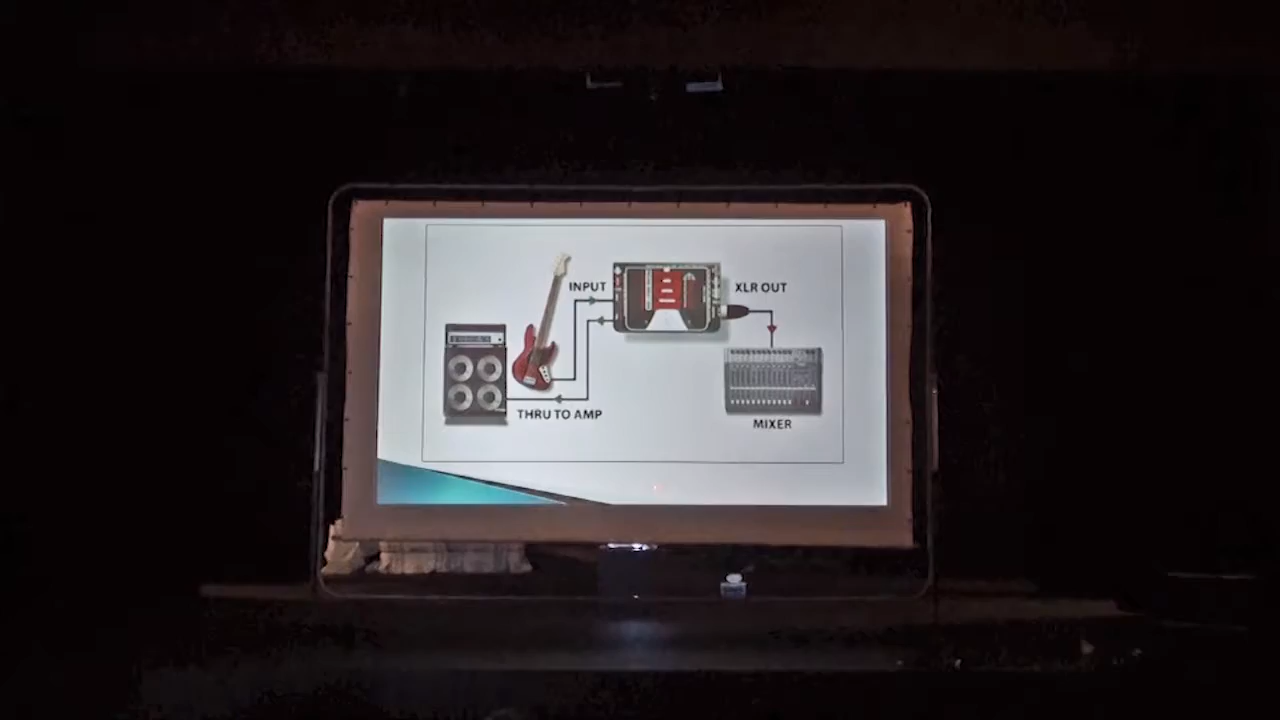 INPUT
XLR OUT
THRU TO AMP
MIXER